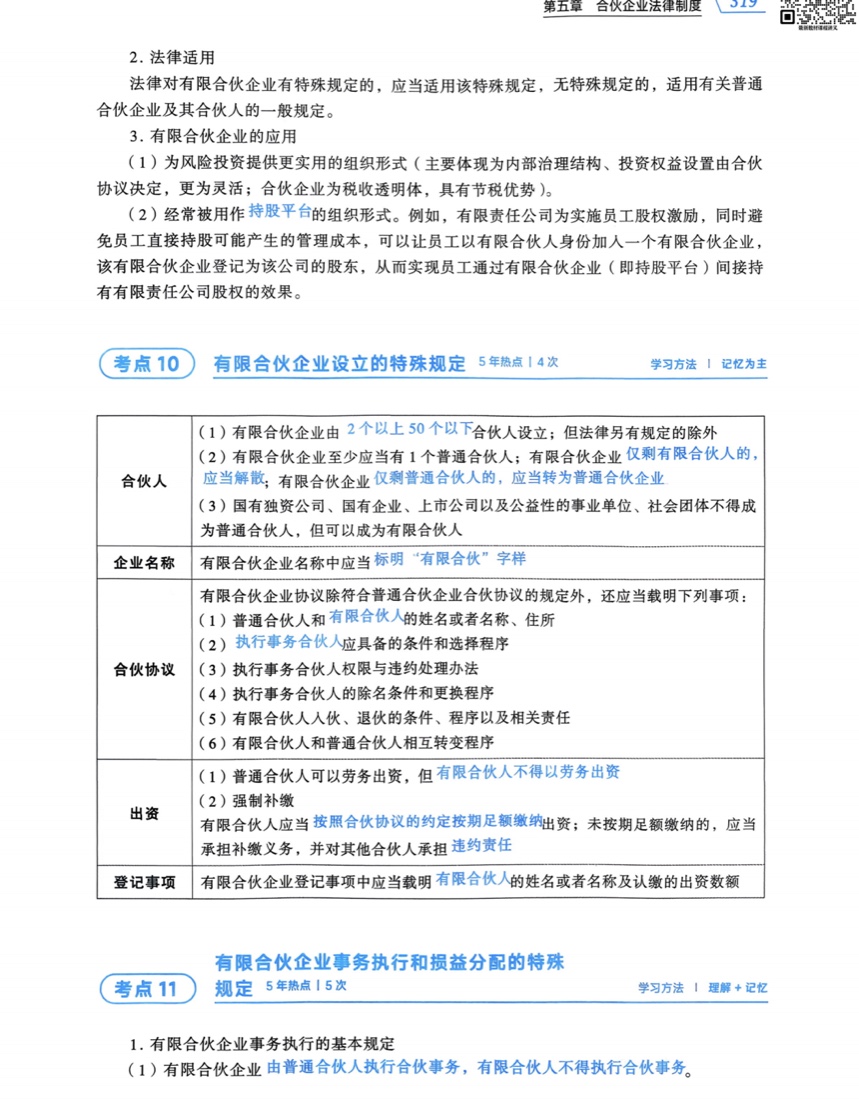 第五章 合伙企业法律制度 319
2. 法律适用
法律对有限合伙企业有特殊规定的，应当适用该特殊规定，无特殊规定的，适用有关普通
合伙企业及其合伙人的一般规定。
3. 有限合伙企业的应用
（1）为风险投资提供更实用的组织形式（主要体现为内部治理结构、投资权益设置由合伙
协议决定，更为灵活；合伙企业为税收透明体，具有节税优势）。
（2）经常被用作持股平台的组织形式。例如，有限责任公司为实施员工股权激励，同时避
免员工直接持股可能产生的管理成本，可以让员工以有限合伙人身份加入一个有限合伙企业，
该有限合伙企业登记为该公司的股东，从而实现员工通过有限合伙企业（即持股平台）间接持
有有限责任公司股权的效果。
考点 10 有限合伙企业设立的特殊规定 5 年热点 | 4 次 学习方法 | 记忆为主
合伙人
（1）有限合伙企业由 2 个以上 50 个以下合伙人设立；但法律另有规定的除外
（2）有限合伙企业至少应当有 1 个普通合伙人；有限合伙企业仅剩有限合伙人的，
应当解散；有限合伙企业仅剩普通合伙人的，应当转为普通合伙企业
（3）国有独资公司、国有企业、上市公司以及公益性的事业单位、社会团体不得成
为普通合伙人，但可以成为有限合伙人
企业名称 有限合伙企业名称中应当标明“有限合伙”字样
合伙协议
有限合伙企业协议除符合普通合伙企业合伙协议的规定外，还应当载明下列事项：
（1）普通合伙人和有限合伙人的姓名或者名称、住所
（2）执行事务合伙人应具备的条件和选择程序
（3）执行事务合伙人权限与违约处理办法
（4）执行事务合伙人的除名条件和更换程序
（5）有限合伙人入伙、退伙的条件、程序以及相关责任
（6）有限合伙人和普通合伙人相互转变程序
出资
（1）普通合伙人可以劳务出资，但有限合伙人不得以劳务出资
（2）强制补缴
有限合伙人应当按照合伙协议的约定按期足额缴纳出资；未按期足额缴纳的，应当
承担补缴义务，并对其他合伙人承担违约责任
登记事项 有限合伙企业登记事项中应当载明有限合伙人的姓名或者名称及认缴的出资数额
考点 11 有限合伙企业事务执行和损益分配的特殊
规定 5 年热点 | 5 次 学习方法 | 理解 + 记忆
1. 有限合伙企业事务执行的基本规定
（1）有限合伙企业由普通合伙人执行合伙事务，有限合伙人不得执行合伙事务。